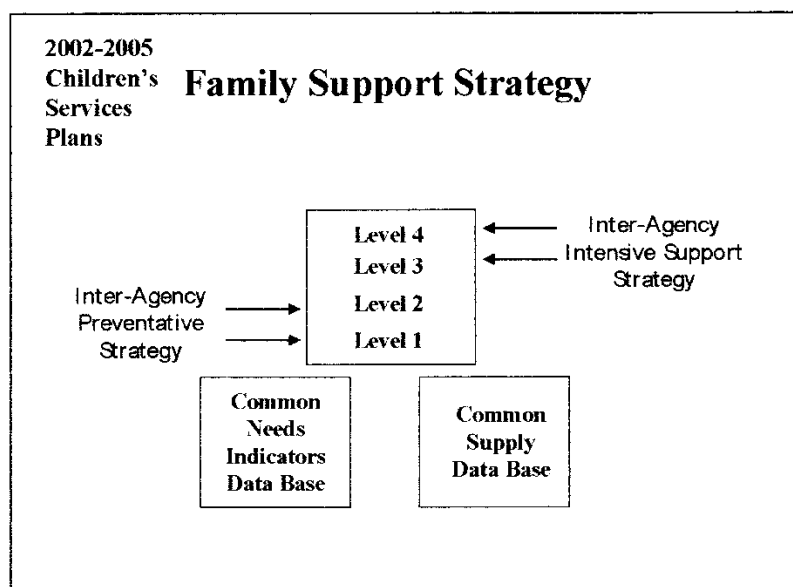 2002-2005
Children's
Services
Plans
Family Support Strategy
Level 4
Level 3
Level 2
Level 1
Inter-Agency
Intensive Support
Strategy
Inter-Agency
Preventative
Strategy
Common
Needs
Indicators
Data Base
Common
Supply
Data Base